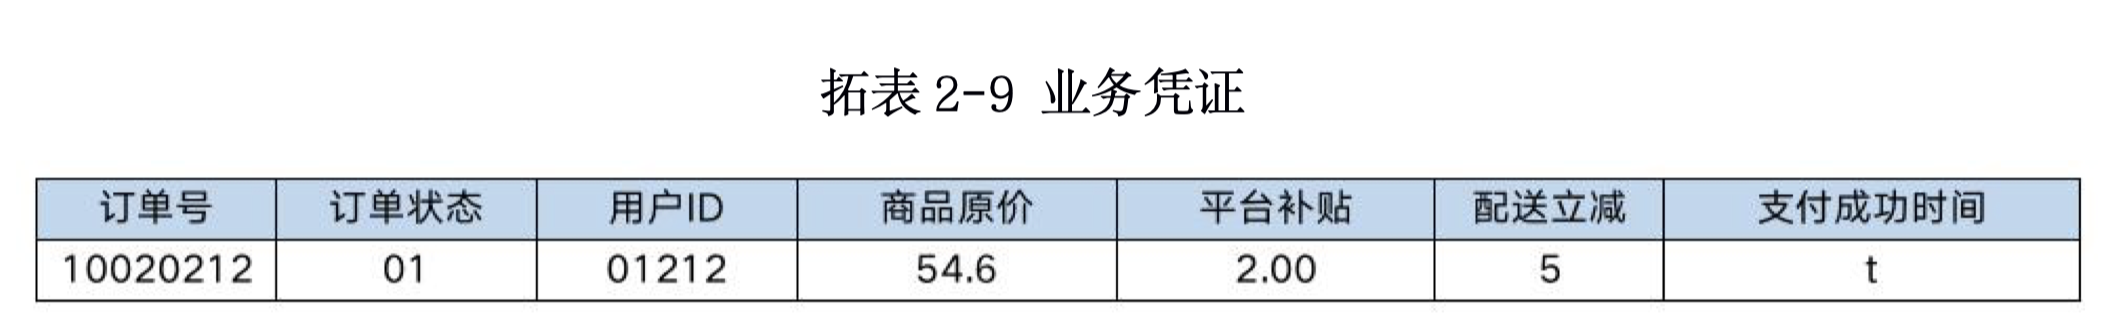 拓表 2-9 业务凭证
订单号 订单状态 用户ID 商品原价 平台补贴 配送立减 支付成功时间
10020212 01 01212 54.6 2.00 5 t